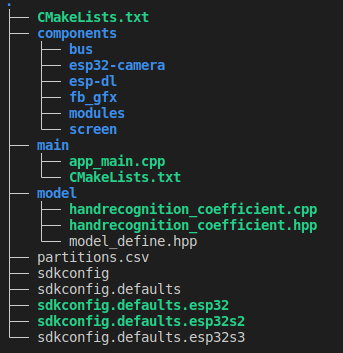 .
├── CMakeLists.txt
├── components
│   ├── bus
│   ├── esp32-camera
│   ├── esp-dl
│   ├── fb_gfx
│   ├── modules
│   └── screen
├── main
│   ├── app_main.cpp
│   └── CMakeLists.txt
├── model
│   ├── handrecognition_coefficient.cpp
│   ├── handrecognition_coefficient.hpp
│   └── model_define.hpp
├── partitions.csv
├── sdkconfig
├── sdkconfig.defaults
├── sdkconfig.defaults.esp32
├── sdkconfig.defaults.esp32s2
└── sdkconfig.defaults.esp32s3